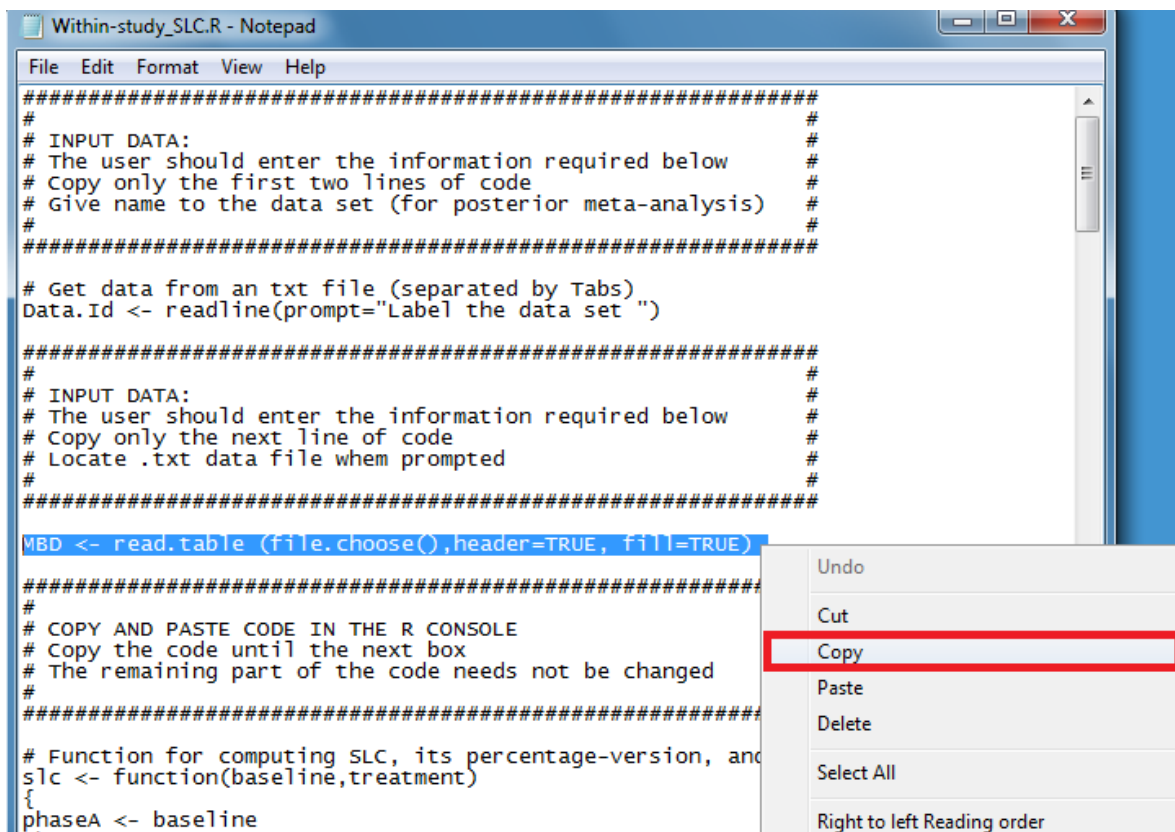 Within-study_SLC.R - Notepad
File Edit Format View Help
#############################################################
# #
# INPUT DATA: #
# The user should enter the information required below #
# Copy only the first two lines of code #
# Give name to the data set (for posterior meta-analysis) #
# #
#############################################################
# Get data from an txt file (separated by Tabs)
Data.Id <- readline(prompt="Label the data set ")
#############################################################
# #
# INPUT DATA: #
# The user should enter the information required below #
# Copy only the next line of code #
# Locate .txt data file whem prompted #
# #
#############################################################
MBD <- read.table (file.choose(),header=TRUE, fill=TRUE)
#########################################################
#
# COPY AND PASTE CODE IN THE R CONSOLE
# Copy the code until the next box
# The remaining part of the code needs not be changed
#
#########################################################
# Function for computing SLC, its percentage-version, and
slc <- function(baseline,treatment)
{
phaseA <- baseline
Undo
Cut
Copy
Paste
Delete
Select All
Right to left Reading order